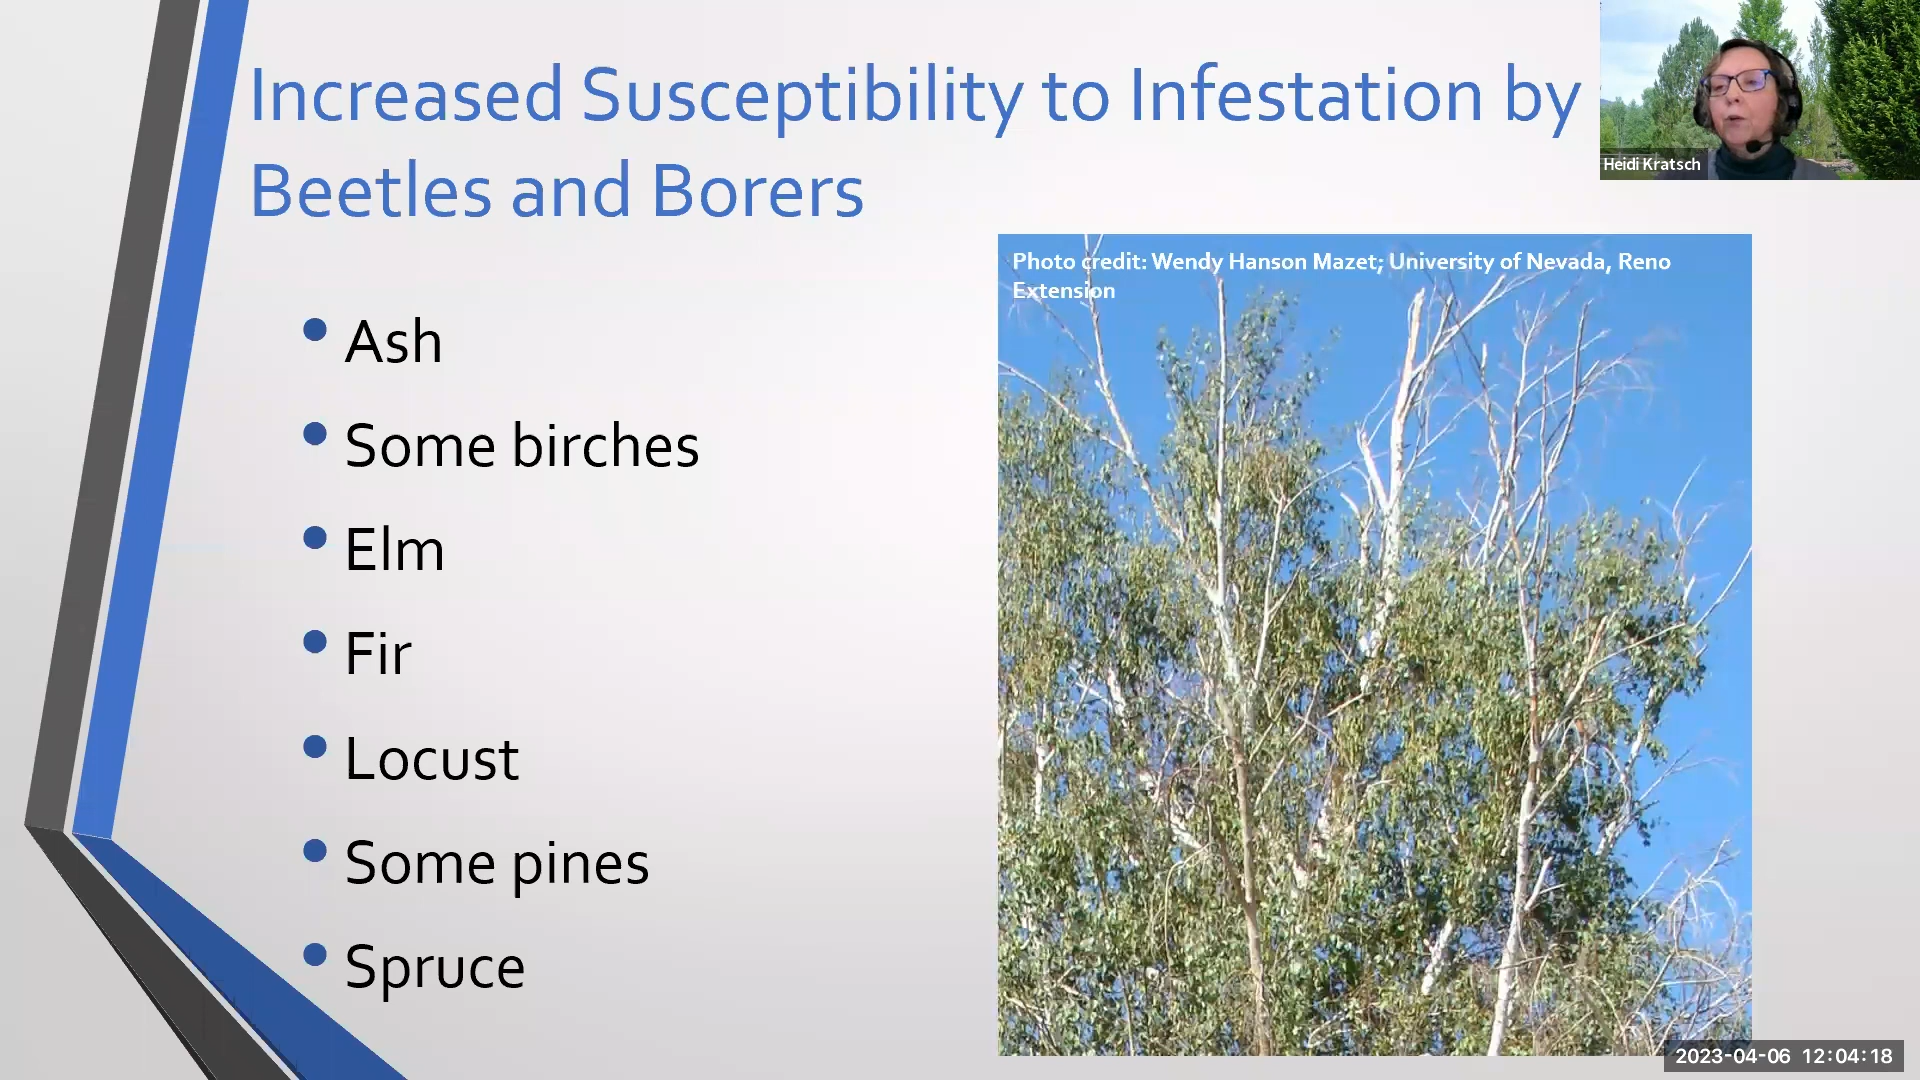 Increased Susceptibility to Infestation by
Beetles and Borers
Heidi Kratsch
Photo credit: Wendy Hanson Mazet; University of Nevada, Reno
Extension
• Ash
• Some birches
• Elm
• Fir
• Locust
• Some pines
• Spruce
2023-04-06 12:04:18